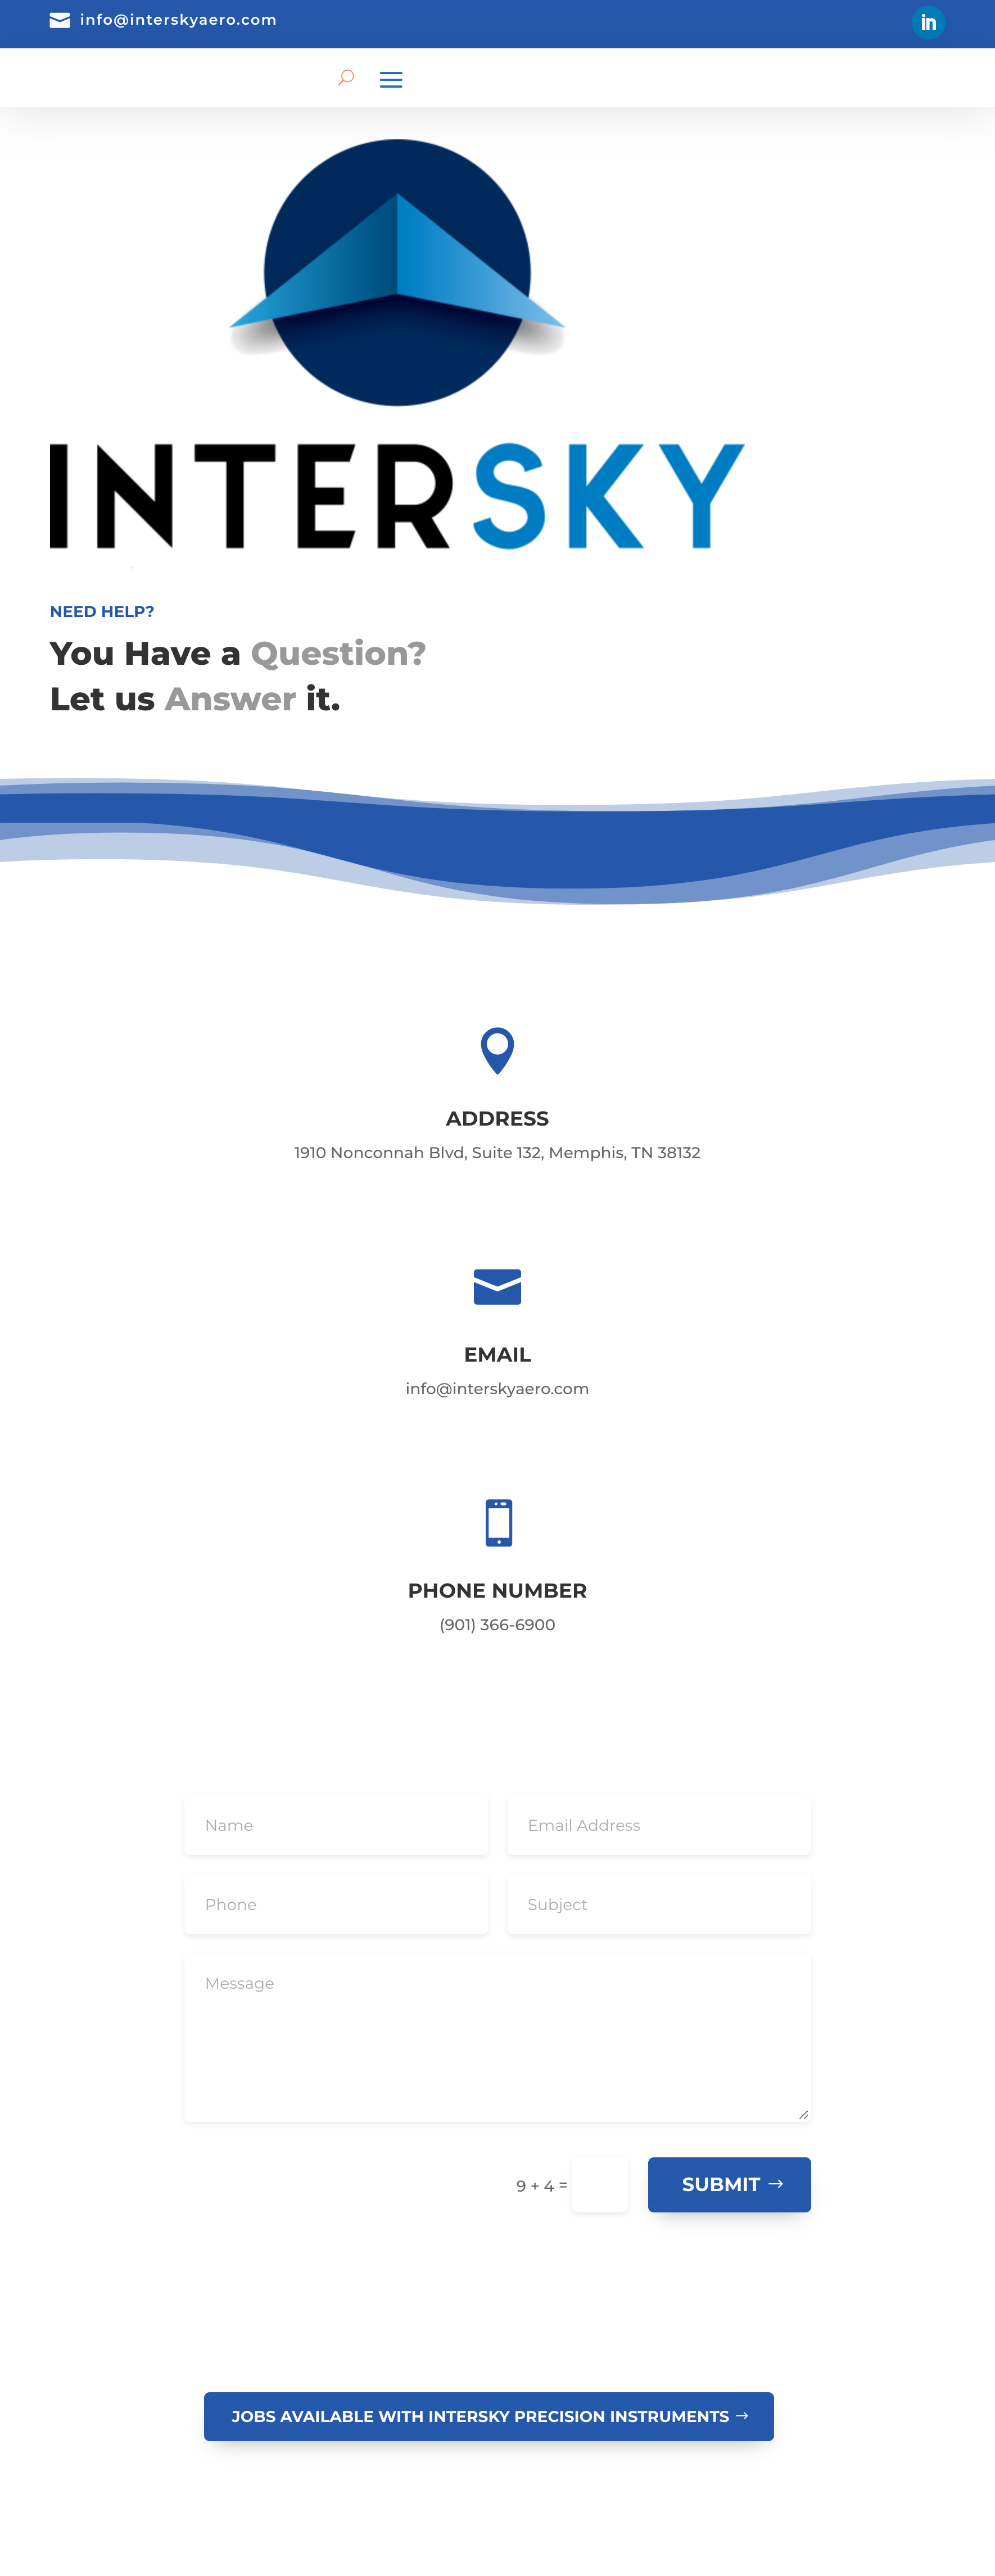 info@interskyaero.com
in
INTERSKY
NEED HELP?
You Have a Question?
Let us Answer it.
ADDRESS
1910 Nonconnah Blvd, Suite 132, Memphis, TN 38132
EMAIL
info@interskyaero.com
PHONE NUMBER
(901) 366-6900
Name
Email Address
Phone
Subject
Message
9 + 4 =
SUBMIT
JOBS AVAILABLE WITH INTERSKY PRECISION INSTRUMENTS